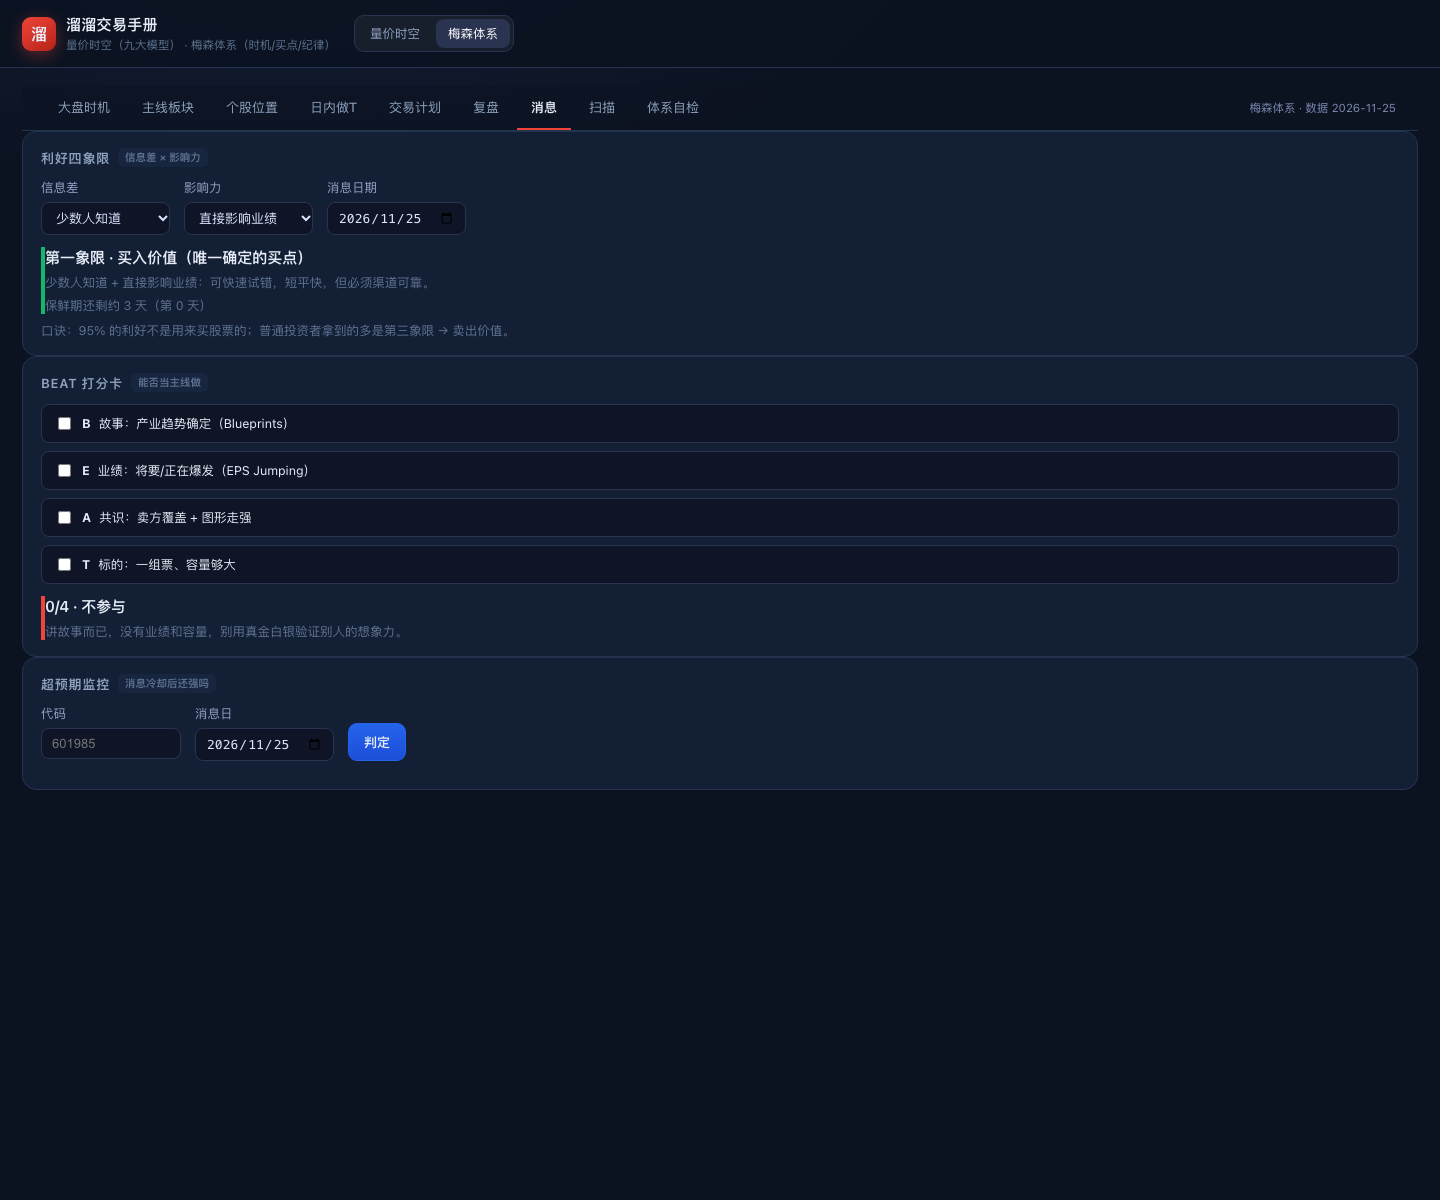 溜
溜溜交易手册
量价时空（九大模型） · 梅森体系（时机/买点/纪律）
量价时空
梅森体系
大盘时机
主线板块
个股位置
日内做T
交易计划
复盘
消息
扫描
体系自检
梅森体系 · 数据 2026-11-25
利好四象限
信息差 × 影响力
信息差
影响力
消息日期
少数人知道
直接影响业绩
2026/11/25
第一象限 · 买入价值（唯一确定的买点）
少数人知道 + 直接影响业绩：可快速试错，短平快，但必须渠道可靠。
保鲜期还剩约 3 天（第 0 天）
口诀：95% 的利好不是用来买股票的；普通投资者拿到的多是第三象限 → 卖出价值。
BEAT 打分卡
能否当主线做
B 故事：产业趋势确定（Blueprints）
E 业绩：将要/正在爆发（EPS Jumping）
A 共识：卖方覆盖 + 图形走强
T 标的：一组票、容量够大
0/4 · 不参与
讲故事而已，没有业绩和容量，别用真金白银验证别人的想象力。
超预期监控
消息冷却后还强吗
代码
消息日
601985
2026/11/25
判定